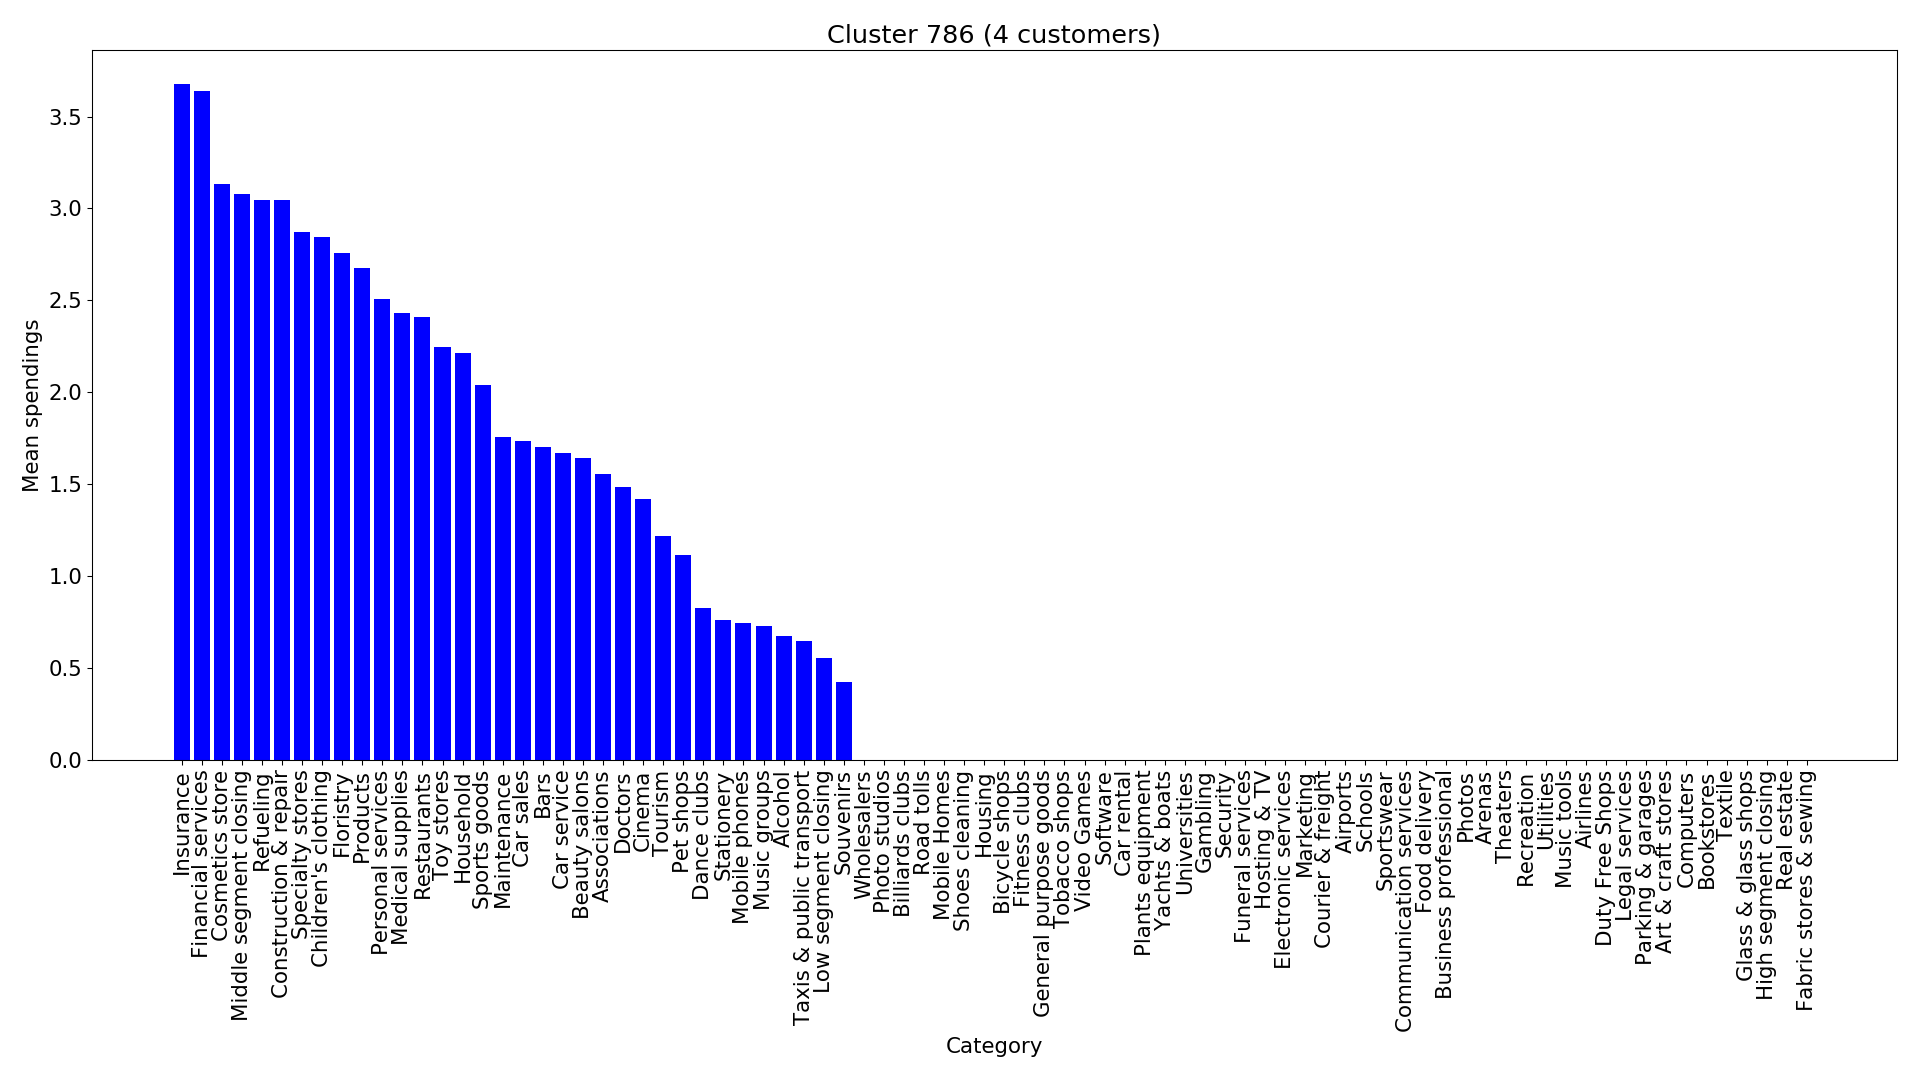 Cluster 786 (4 customers)
Mean spendings
3.5
3.0
2.5
2.0
1.5
1.0
0.5
0.0
Insurance
Financial services
Cosmetics store
Middle segment closing
Refueling
Construction & repair
Specialty stores
Children's clothing
Floristry
Products
Personal services
Medical supplies
Restaurants
Toy stores
Household
Sports goods
Maintenance
Car sales
Bars
Car service
Beauty salons
Associations
Doctors
Cinema
Tourism
Pet shops
Dance clubs
Stationery
Mobile phones
Music groups
Alcohol
Taxis & public transport
Low segment closing
Souvenirs
Wholesalers
Photo studios
Billiards clubs
Road tolls
Mobile Homes
Shoes cleaning
Housing
Bicycle shops
Fitness clubs
General purpose goods
Tobacco shops
Video Games
Software
Car rental
Plants equipment
Yachts & boats
Universities
Gambling
Security
Funeral services
Hosting & TV
Electronic services
Marketing
Courier & freight
Airports
Schools
Sportswear
Communication services
Food delivery
Business professional
Photos
Arenas
Theaters
Recreation
Utilities
Music tools
Airlines
Duty Free Shops
Legal services
Parking & garages
Art & craft stores
Computers
Bookstores
Textile
Glass & glass shops
High segment closing
Real estate
Fabric stores & sewing
Category